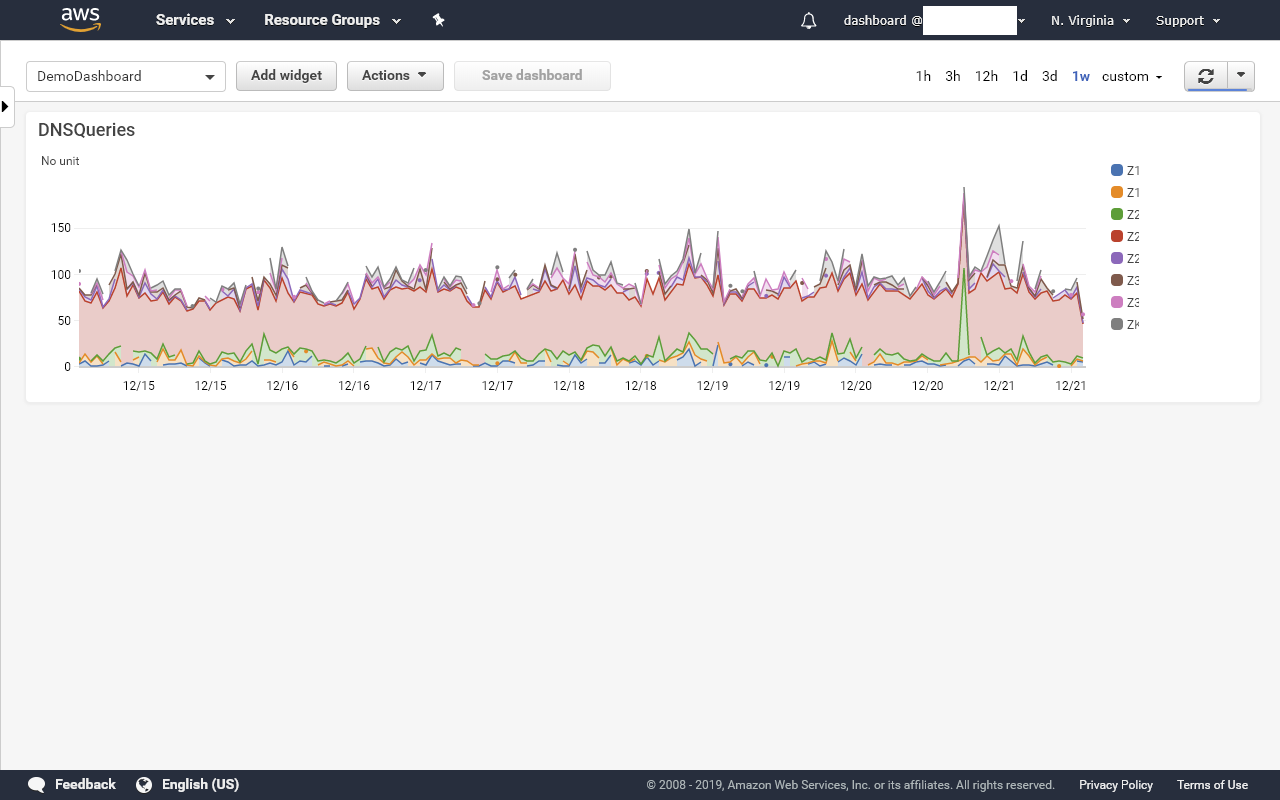 aws Services Resource Groups dashboard @ N. Virginia Support
DemoDashboard Add widget Actions Save dashboard 1h 3h 12h 1d 3d 1w custom
DNSQueries
No unit
150
100
50
0
12/15 12/15 12/16 12/16 12/17 12/17 12/18 12/18 12/19 12/19 12/20 12/20 12/21 12/21
Z1
Z1
Z2
Z2
Z2
Z3
Z3
ZK
Feedback English (US) © 2008 - 2019, Amazon Web Services, Inc. or its affiliates. All rights reserved. Privacy Policy Terms of Use